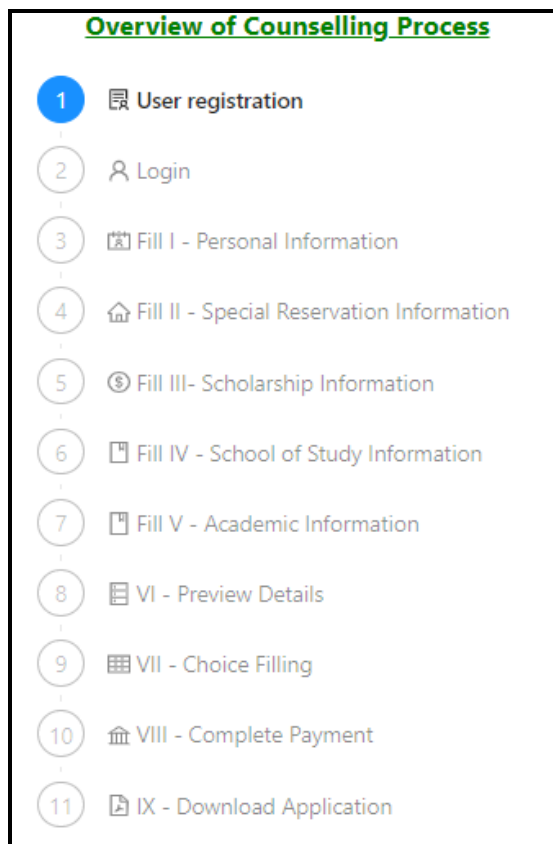 Overview of Counselling Process
1 User registration
2 Login
3 Fill I - Personal Information
4 Fill II - Special Reservation Information
5 Fill III- Scholarship Information
6 Fill IV - School of Study Information
7 Fill V - Academic Information
8 VI - Preview Details
9 VII - Choice Filling
10 VIII - Complete Payment
11 IX - Download Application